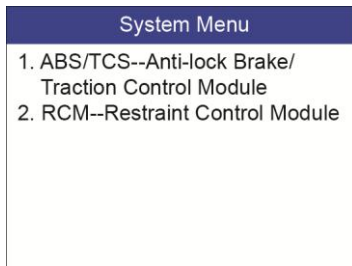 System Menu
1. ABS/TCS--Anti-lock Brake/
Traction Control Module
2. RCM--Restraint Control Module